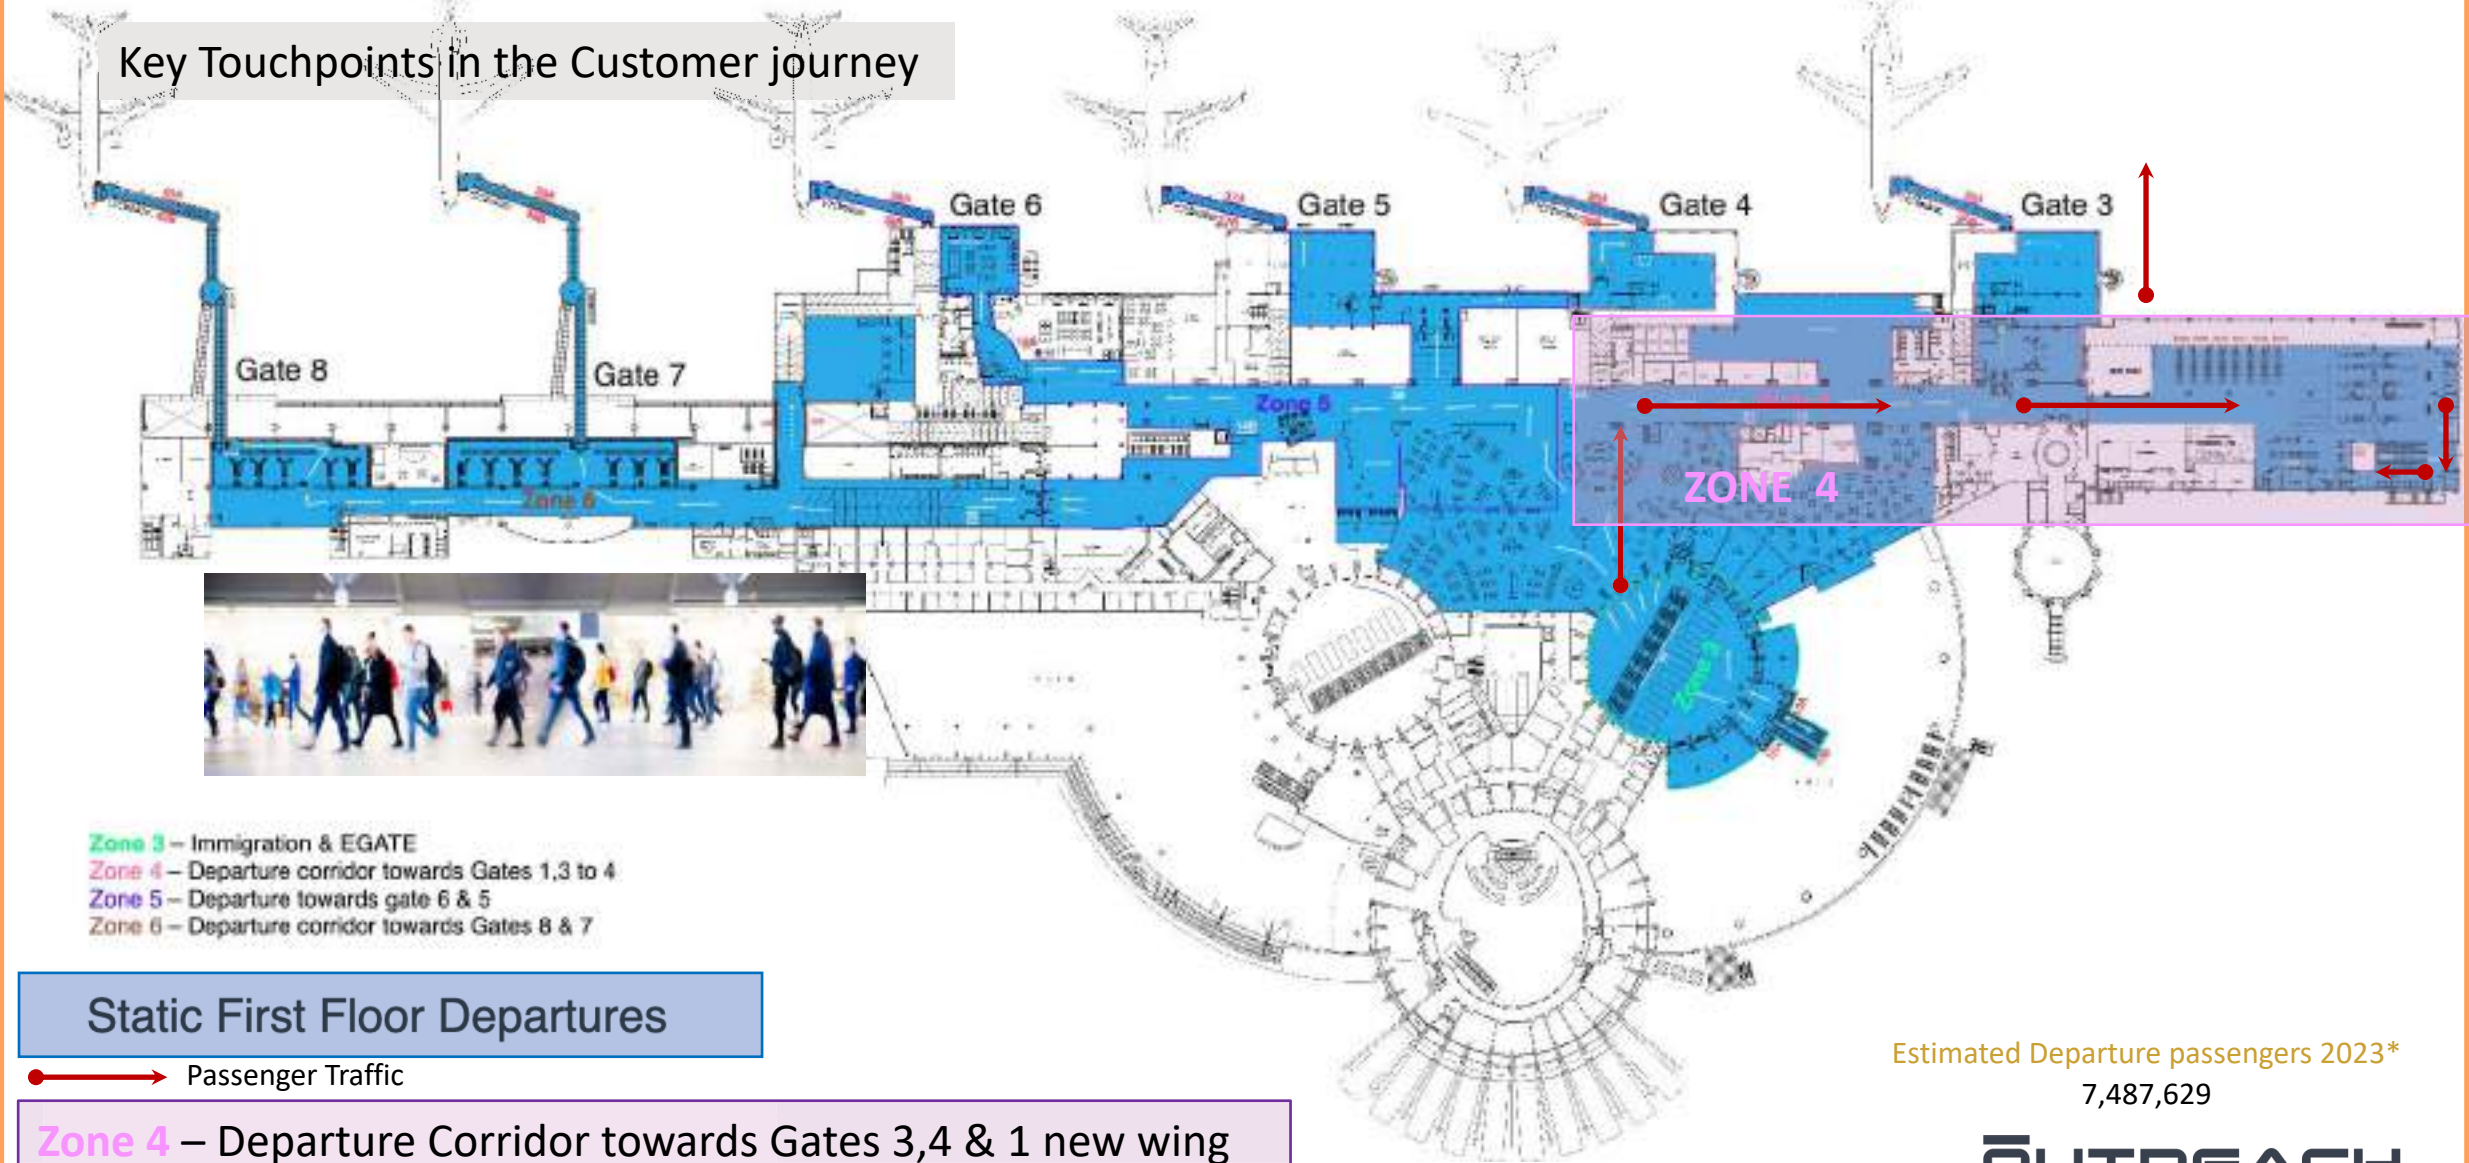 Key Touchpoints in the Customer journey
Gate 6
Gate 5
Gate 4
Gate 3
Gate 8
Gate 7
Zone 5
Zone 6
ZONE 4
Zone 3 – Immigration & EGATE
Zone 4 – Departure corridor towards Gates 1,3 to 4
Zone 5 – Departure towards gate 6 & 5
Zone 6 – Departure corridor towards Gates 8 & 7
Static First Floor Departures
Passenger Traffic
Estimated Departure passengers 2023*
7,487,629
Zone 4 – Departure Corridor towards Gates 3,4 & 1 new wing
OUTREACH